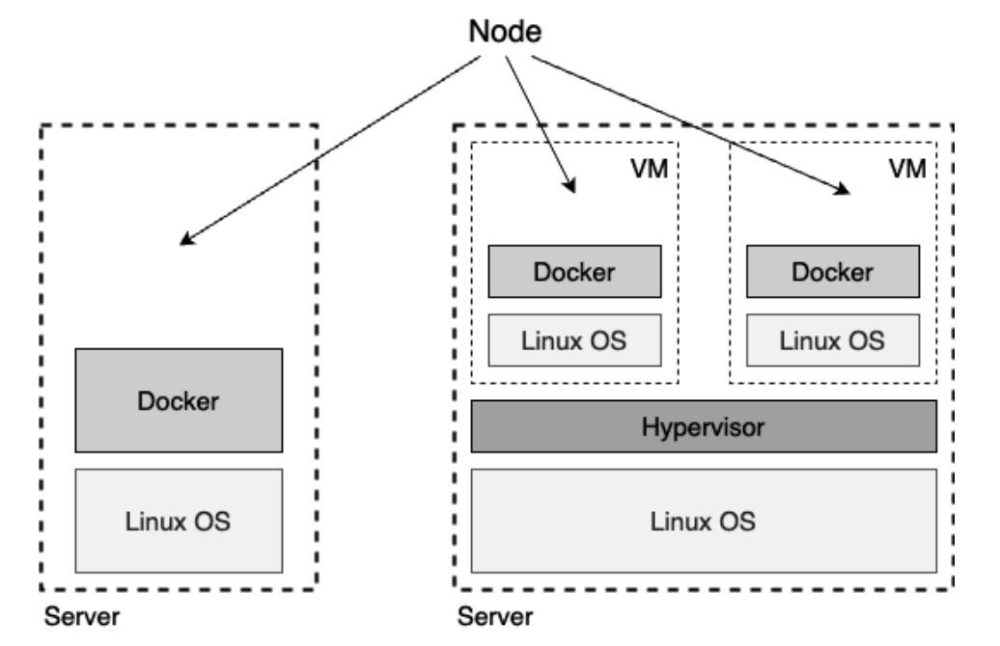 Node
VM
VM
Docker
Docker
Linux OS
Linux OS
Docker
Hypervisor
Linux OS
Linux OS
Server
Server